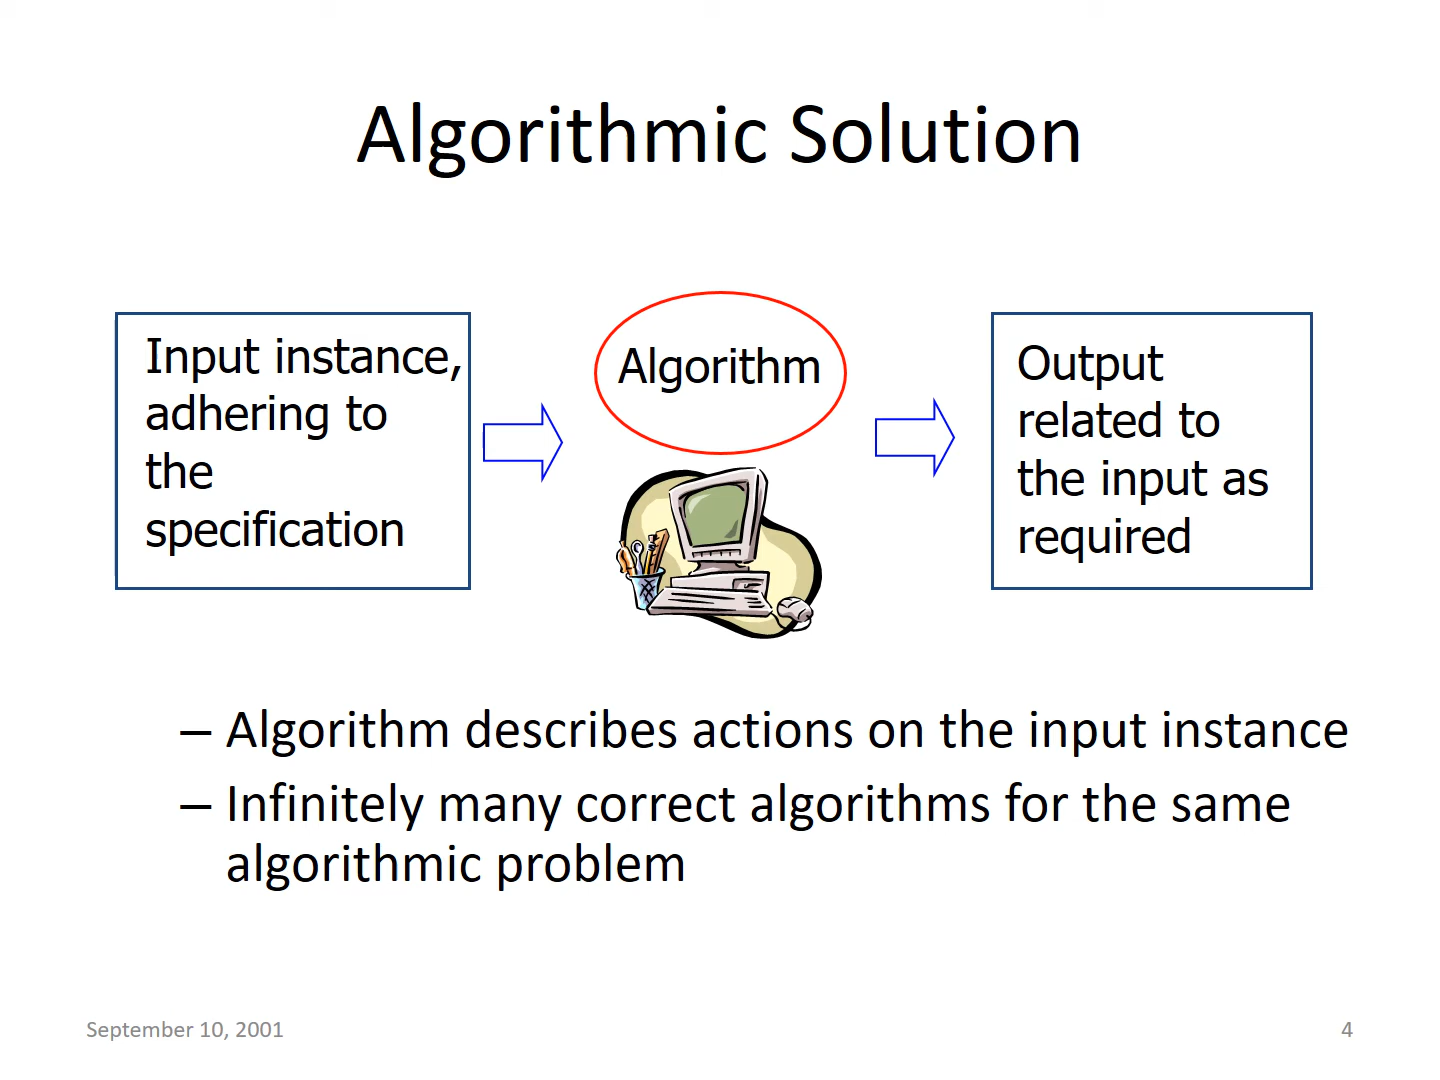 Algorithmic Solution
Input instance,
adhering to
the
specification
Algorithm
Output
related to
the input as
required
– Algorithm describes actions on the input instance
– Infinitely many correct algorithms for the same
algorithmic problem
September 10, 2001
4